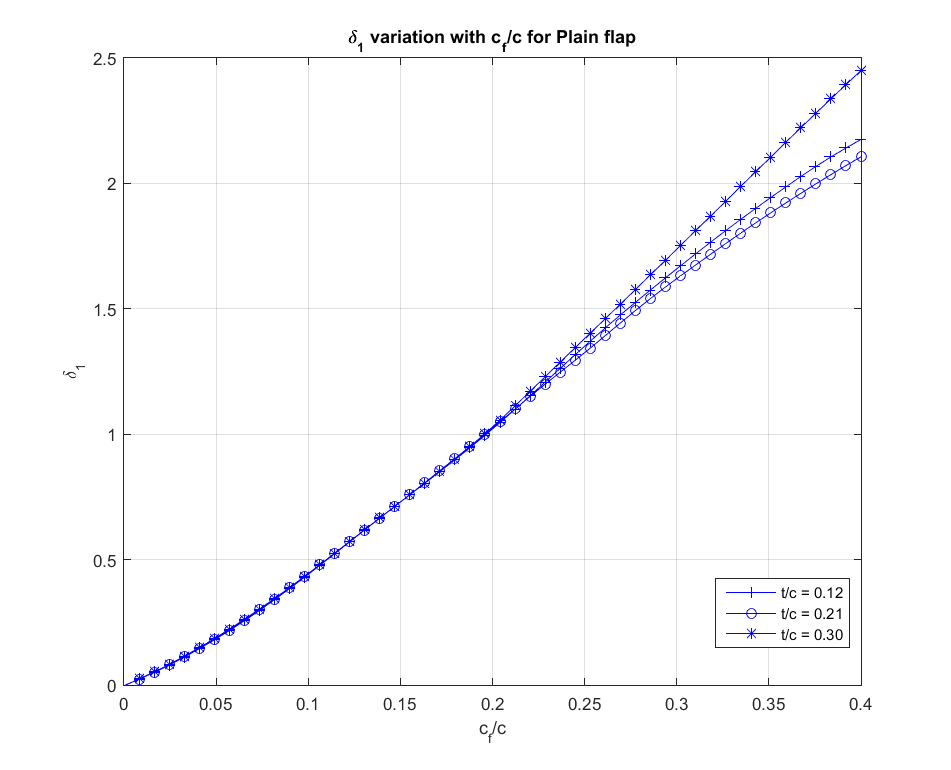 δ₁ variation with c_f/c for Plain flap
2.5
2
1.5
1
0.5
0
δ₁
0 0.05 0.1 0.15 0.2 0.25 0.3 0.35 0.4
c_f/c
t/c = 0.12
t/c = 0.21
t/c = 0.30